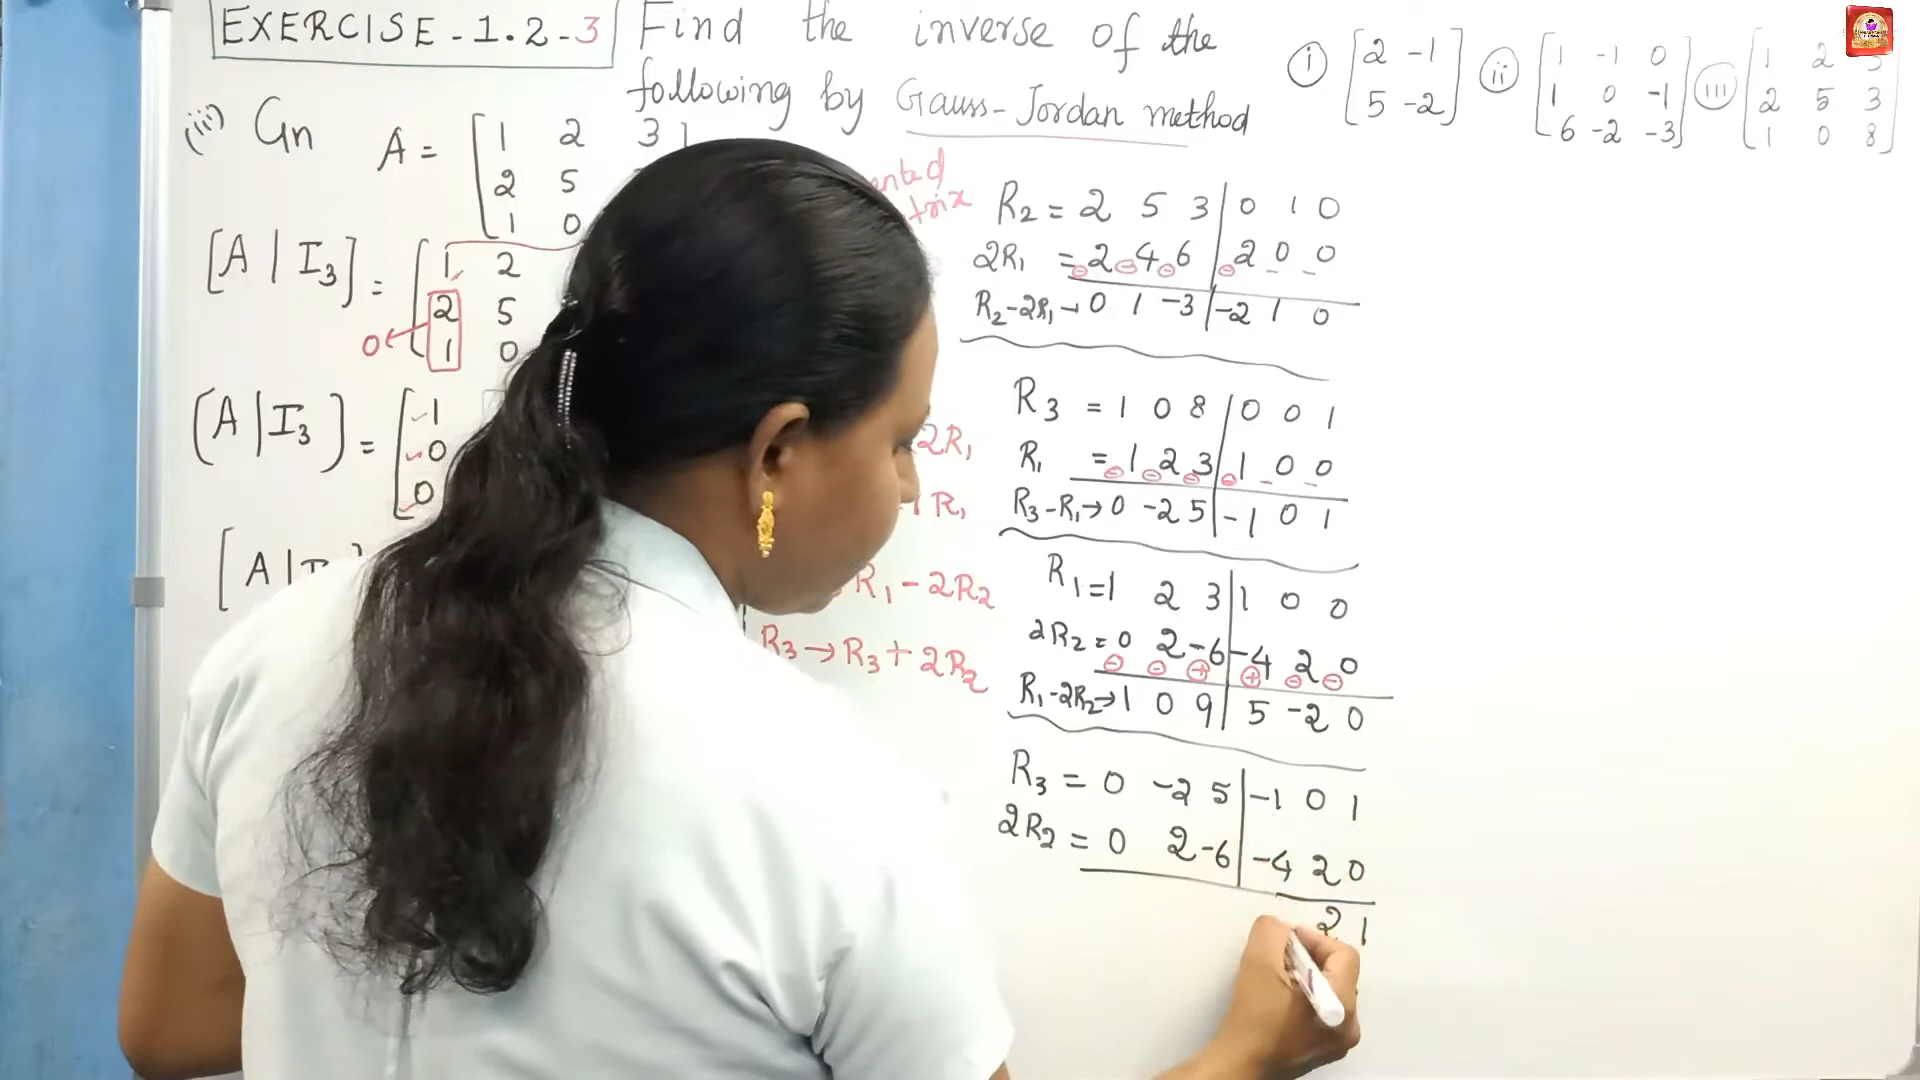 EXERCISE - 1.2 - 3
Find the inverse of the
following by Gauss-Jordan method
(i) [2 -1
5 -2]
(ii) [1 -1 0
1 0 -1
6 -2 -3]
(iii) [1 2
2 5 3
1 0 8]
(iii) Gn A = [1 2 3
2 5
1 0
[A | I₃] = [1 2
2 5
1 0
0
(A | I₃) = [1
0
0
[A | I
2R₁
R₁
R₁ - 2R₂
R₃ → R₃ + 2R₂
R₂ = 2 5 3 | 0 1 0
2R₁ = 2 4 6 | 2 0 0
R₂-2R₁ → 0 1 -3 | -2 1 0
R₃ = 1 0 8 | 0 0 1
R₁ = 1 2 3 | 1 0 0
R₃-R₁ → 0 -2 5 | -1 0 1
R₁ = 1 2 3 | 1 0 0
2R₂ = 0 2 -6 | -4 2 0
R₁-2R₂ → 1 0 9 | 5 -2 0
R₃ = 0 -2 5 | -1 0 1
2R₂ = 0 2 -6 | -4 2 0
2 1